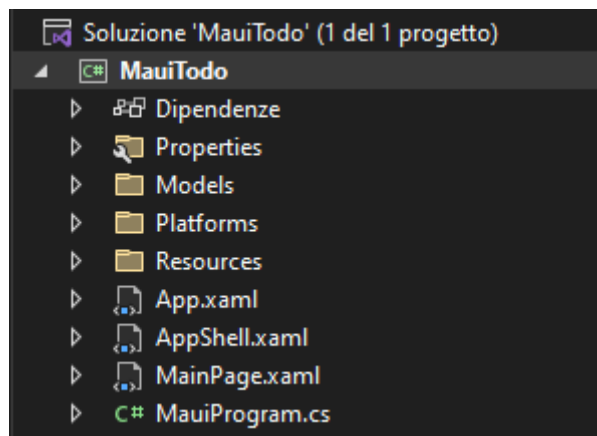 Soluzione 'MauiTodo' (1 del 1 progetto)
C# MauiTodo
Dipendenze
Properties
Models
Platforms
Resources
App.xaml
AppShell.xaml
MainPage.xaml
C# MauiProgram.cs